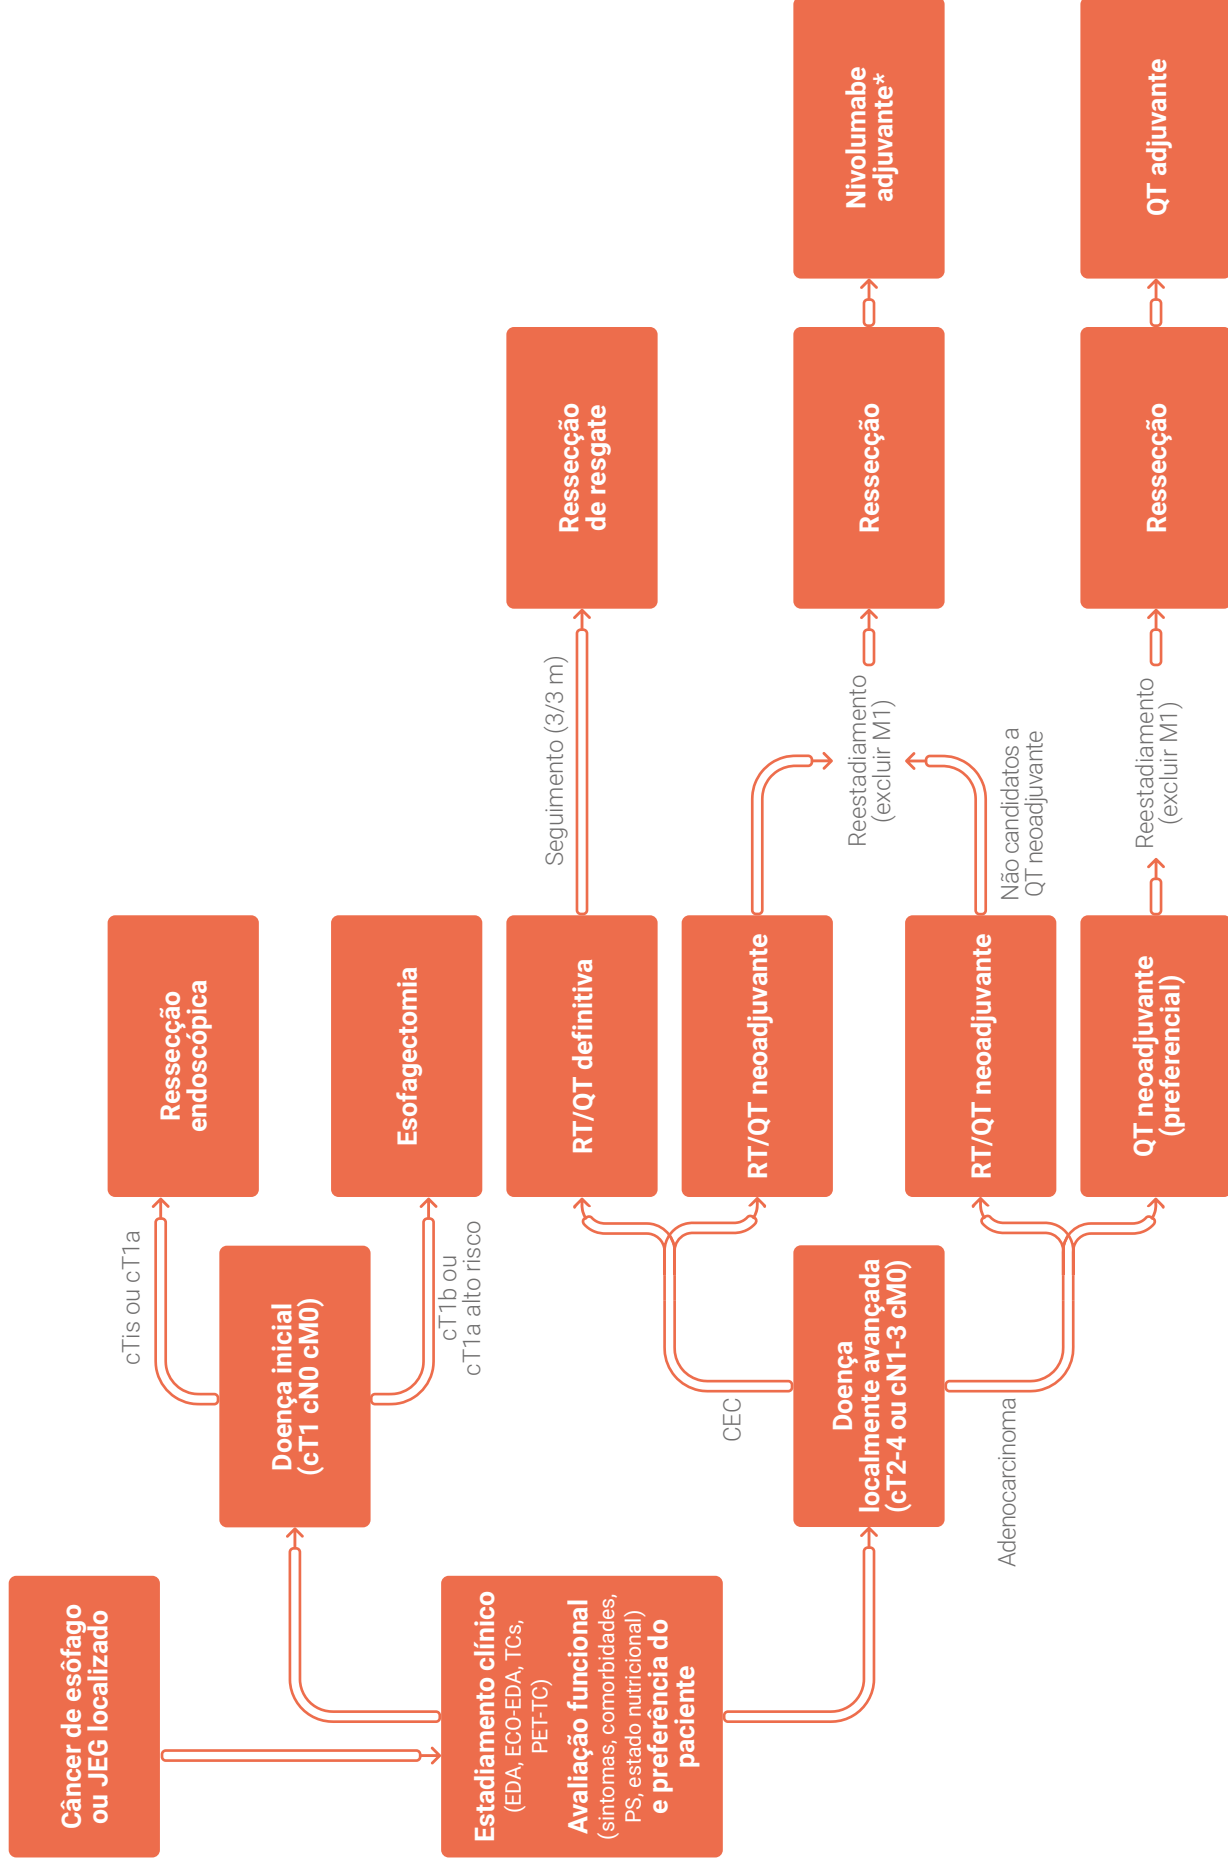 Câncer de esôfago
ou JEG localizado
Estadiamento clínico
(EDA, ECO-EDA, TCs,
PET-TC)
Avaliação funcional
(sintomas, comorbidades,
PS, estado nutricional)
e preferência do
paciente
Doença inicial
(cT1 cN0 cM0)
cTis ou cT1a
Ressecção
endoscópica
cT1b ou
cT1a alto risco
Esofagectomia
Doença
localmente avançada
(cT2-4 ou cN1-3 cM0)
CEC
RT/QT definitiva
Seguimento (3/3 m)
Ressecção
de resgate
RT/QT neoadjuvante
Reestadiamento
(excluir M1)
Ressecção
Nivolumabe
adjuvante*
Adenocarcinoma
RT/QT neoadjuvante
Não candidatos a
QT neoadjuvante
QT neoadjuvante
(preferencial)
Reestadiamento
(excluir M1)
Ressecção
QT adjuvante